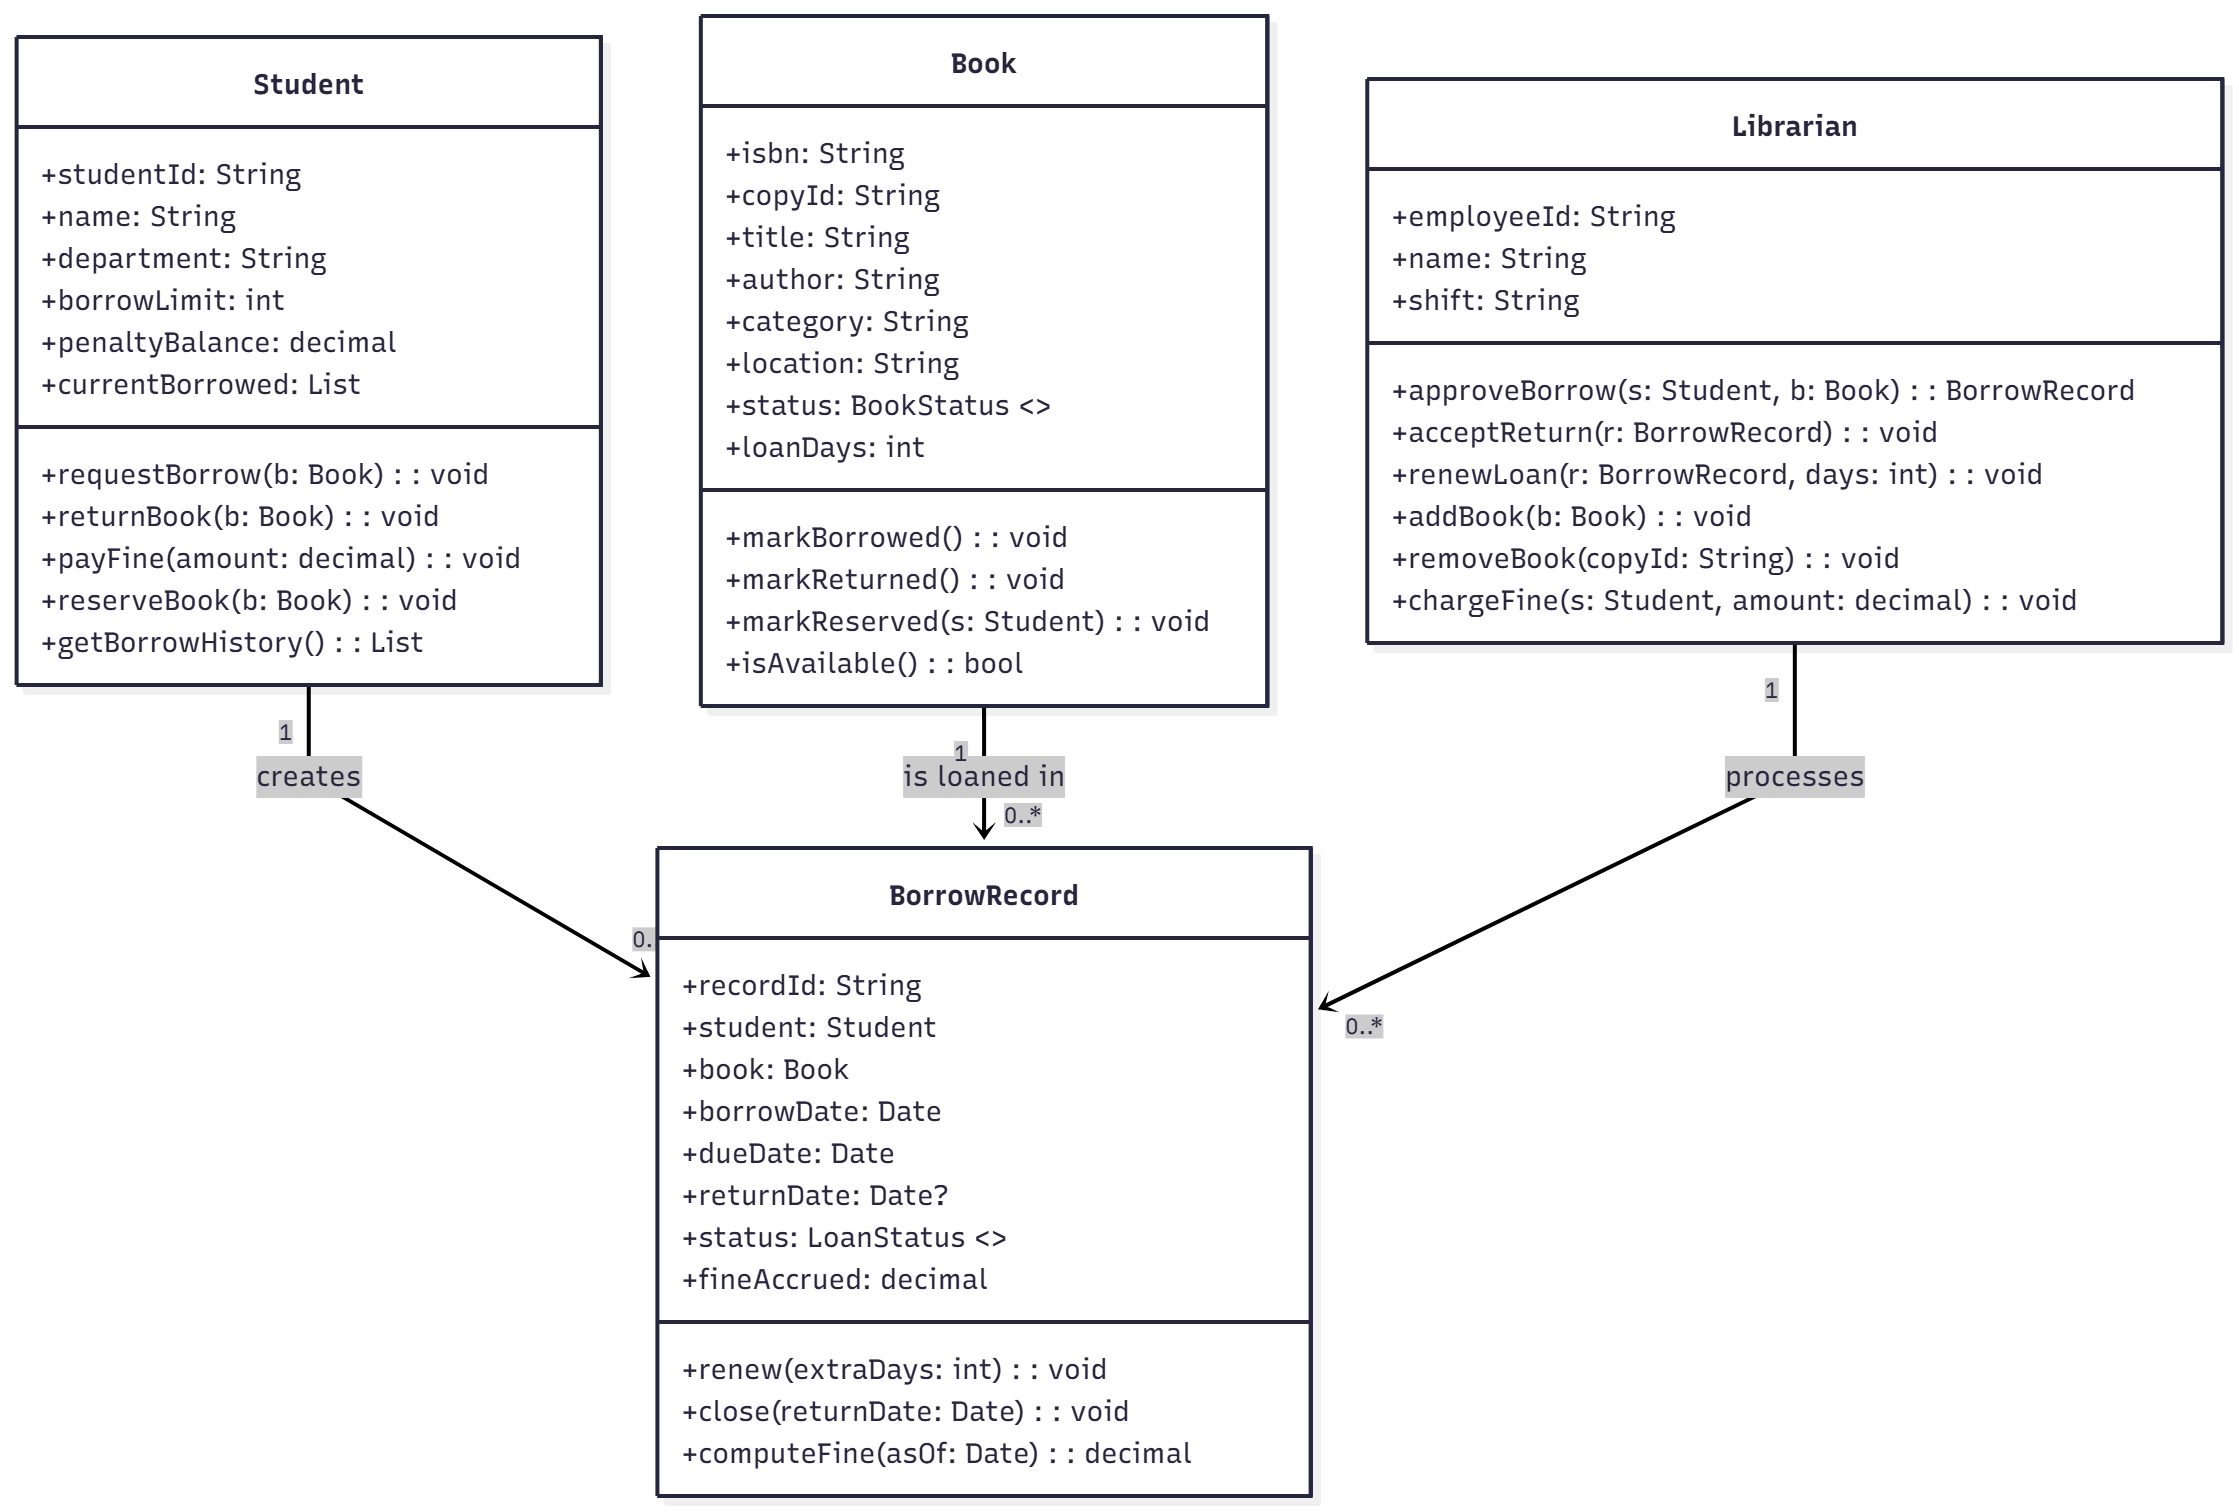 Student
+studentId: String
+name: String
+department: String
+borrowLimit: int
+penaltyBalance: decimal
+currentBorrowed: List
+requestBorrow(b: Book) : : void
+returnBook(b: Book) : : void
+payFine(amount: decimal) : : void
+reserveBook(b: Book) : : void
+getBorrowHistory() : : List
Book
+isbn: String
+copyId: String
+title: String
+author: String
+category: String
+location: String
+status: BookStatus <>
+loanDays: int
+markBorrowed() : : void
+markReturned() : : void
+markReserved(s: Student) : : void
+isAvailable() : : bool
Librarian
+employeeId: String
+name: String
+shift: String
+approveBorrow(s: Student, b: Book) : : BorrowRecord
+acceptReturn(r: BorrowRecord) : : void
+renewLoan(r: BorrowRecord, days: int) : : void
+addBook(b: Book) : : void
+removeBook(copyId: String) : : void
+chargeFine(s: Student, amount: decimal) : : void
1
creates
0.
1
is loaned in
0..*
1
processes
0..*
BorrowRecord
+recordId: String
+student: Student
+book: Book
+borrowDate: Date
+dueDate: Date
+returnDate: Date?
+status: LoanStatus <>
+fineAccrued: decimal
+renew(extraDays: int) : : void
+close(returnDate: Date) : : void
+computeFine(asOf: Date) : : decimal